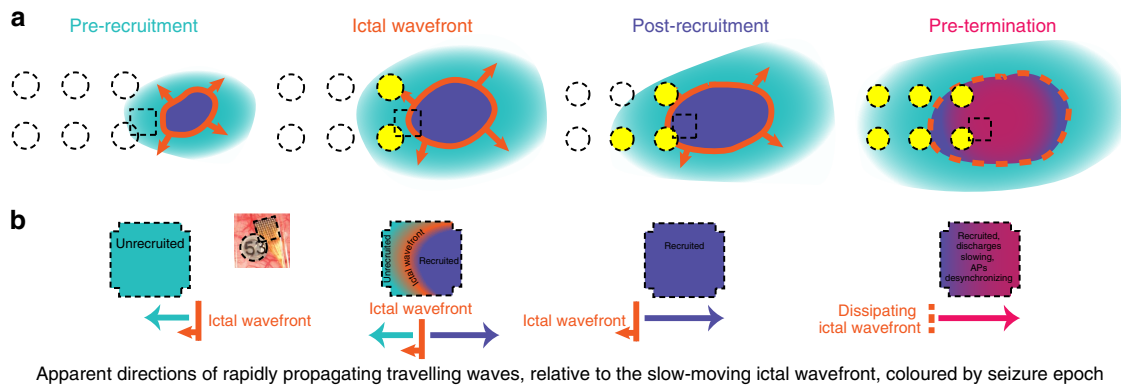 a
Pre-recruitment
Ictal wavefront
Post-recruitment
Pre-termination
b
Unrecruited
53
Unrecruited
Ictal wavefront
Recruited
Recruited
Recruited,
discharges
slowing,
APs
desynchronizing
Ictal wavefront
Ictal wavefront
Ictal wavefront
Dissipating
ictal wavefront
Apparent directions of rapidly propagating travelling waves, relative to the slow-moving ictal wavefront, coloured by seizure epoch